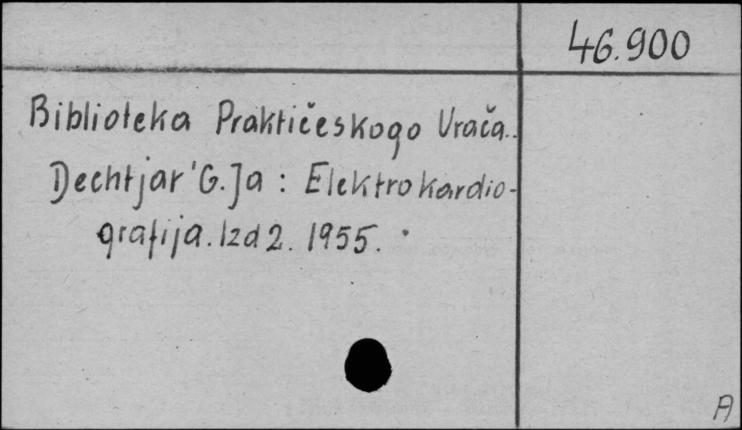 46.900
Biblioteka Praktičeskogo Vrača..
Dechtjar' G. Ja : Elektrokardio-
grafija. Izd 2. 1955.
A